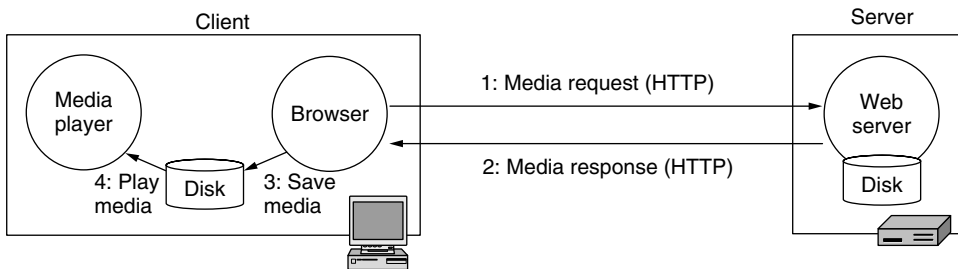 Client
Server
Media
player
Browser
1: Media request (HTTP)
Web
server
2: Media response (HTTP)
4: Play
media
Disk
3: Save
media
Disk